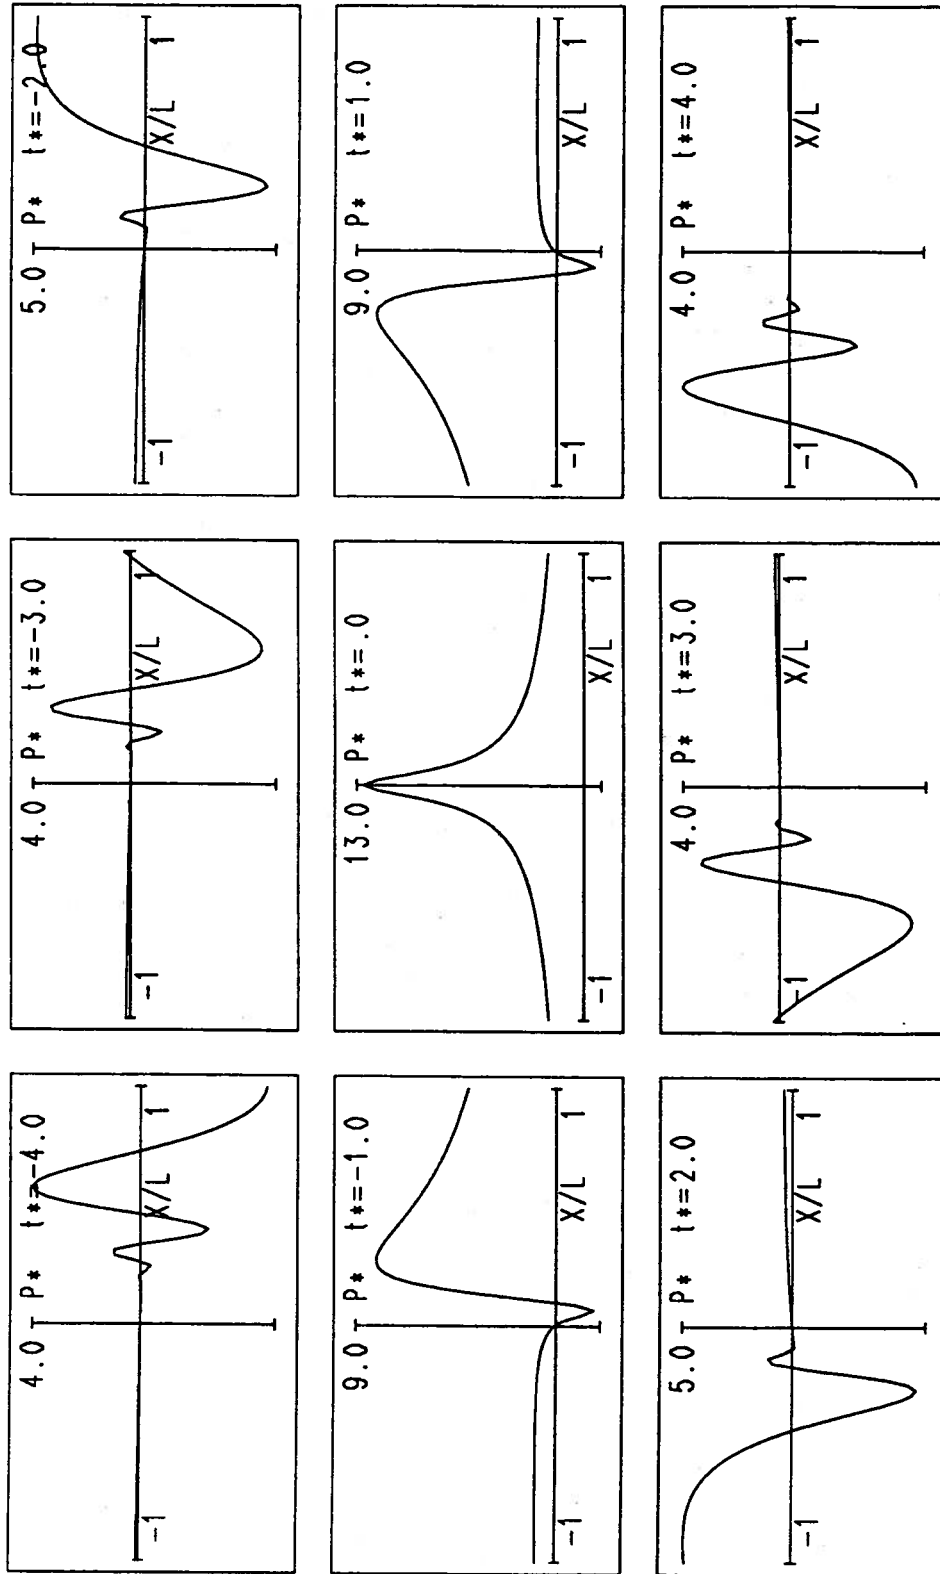 4.0 P* t*=-4.0
X/L
-1 1
4.0 P* t*=-3.0
X/L
-1 1
5.0 P* t*=-2.0
X/L
-1 1
9.0 P* t*=-1.0
X/L
-1 1
13.0 P* t*=.0
X/L
-1 1
9.0 P* t*=1.0
X/L
-1 1
5.0 P* t*=2.0
X/L
-1 1
4.0 P* t*=3.0
X/L
-1 1
4.0 P* t*=4.0
X/L
-1 1